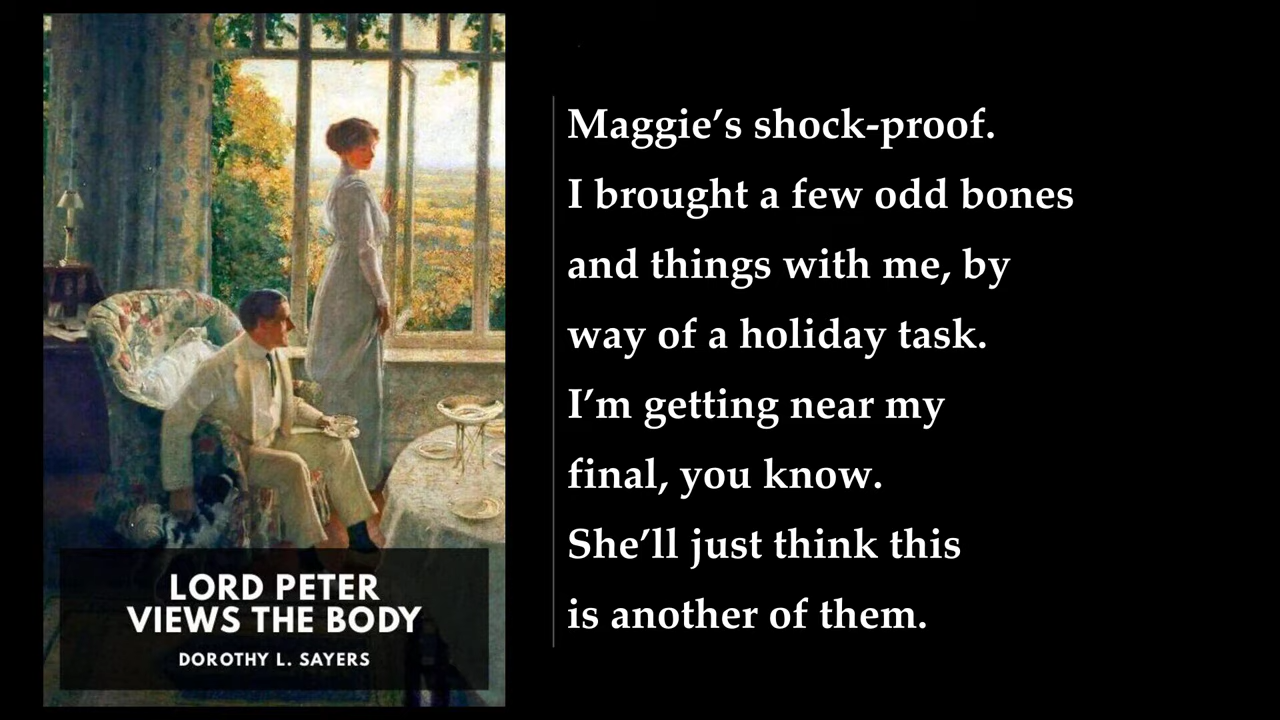 Maggie’s shock-proof.
I brought a few odd bones
and things with me, by
way of a holiday task.
I’m getting near my
final, you know.
She’ll just think this
is another of them.
LORD PETER
VIEWS THE BODY
DOROTHY L. SAYERS